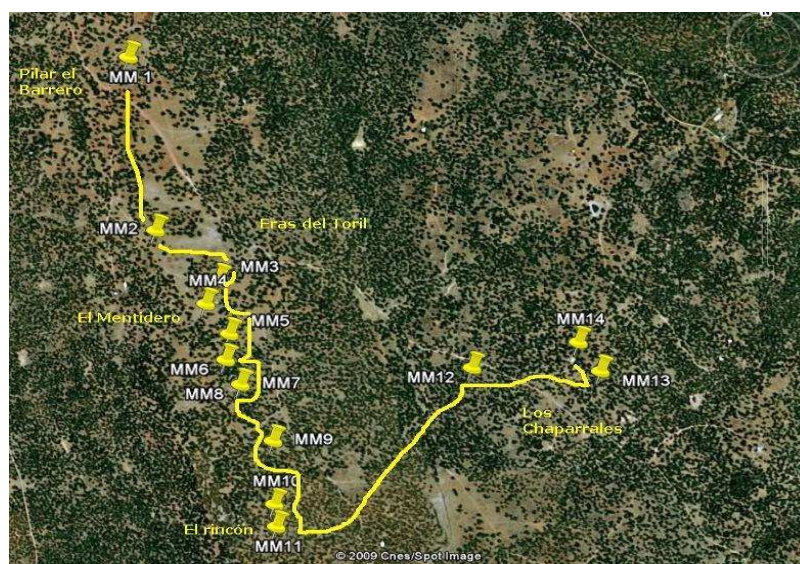 N
MM 1
Pilar el
Barrero
MM2
Eras del Toril
MM3
MM4
El Mentidero
MM5
MM14
MM6
MM7
MM12
MM13
MM8
Los
Chaparrales
MM9
MM10
El rincón
MM11
© 2009 Cnes/Spot Image